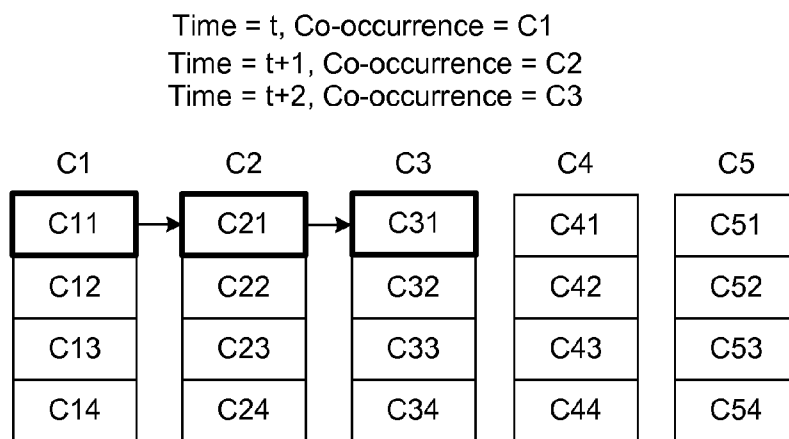 Time = t, Co-occurrence = C1
Time = t+1, Co-occurrence = C2
Time = t+2, Co-occurrence = C3
C1 C2 C3 C4 C5
C11 C21 C31 C41 C51
C12 C22 C32 C42 C52
C13 C23 C33 C43 C53
C14 C24 C34 C44 C54